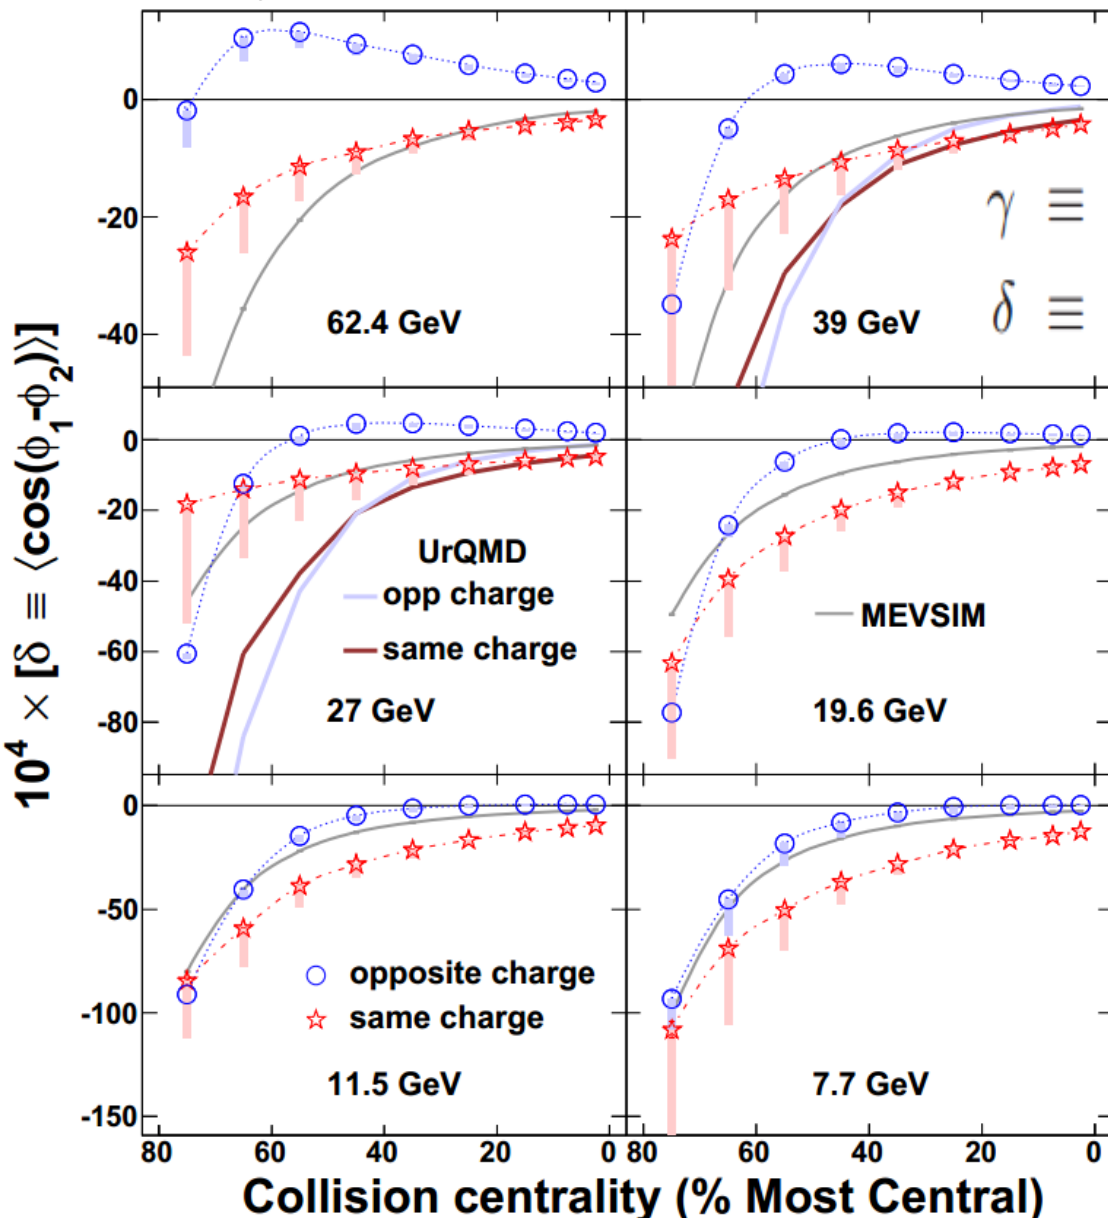 10⁴ × [δ ≡ ⟨cos(ϕ₁-ϕ₂)⟩]
0
-20
-40
62.4 GeV
39 GeV
γ ≡
δ ≡
0
-20
-40
-60
-80
UrQMD
opp charge
same charge
27 GeV
MEVSIM
19.6 GeV
0
-50
-100
-150
opposite charge
same charge
11.5 GeV
7.7 GeV
80 60 40 20 0 80 60 40 20 0
Collision centrality (% Most Central)